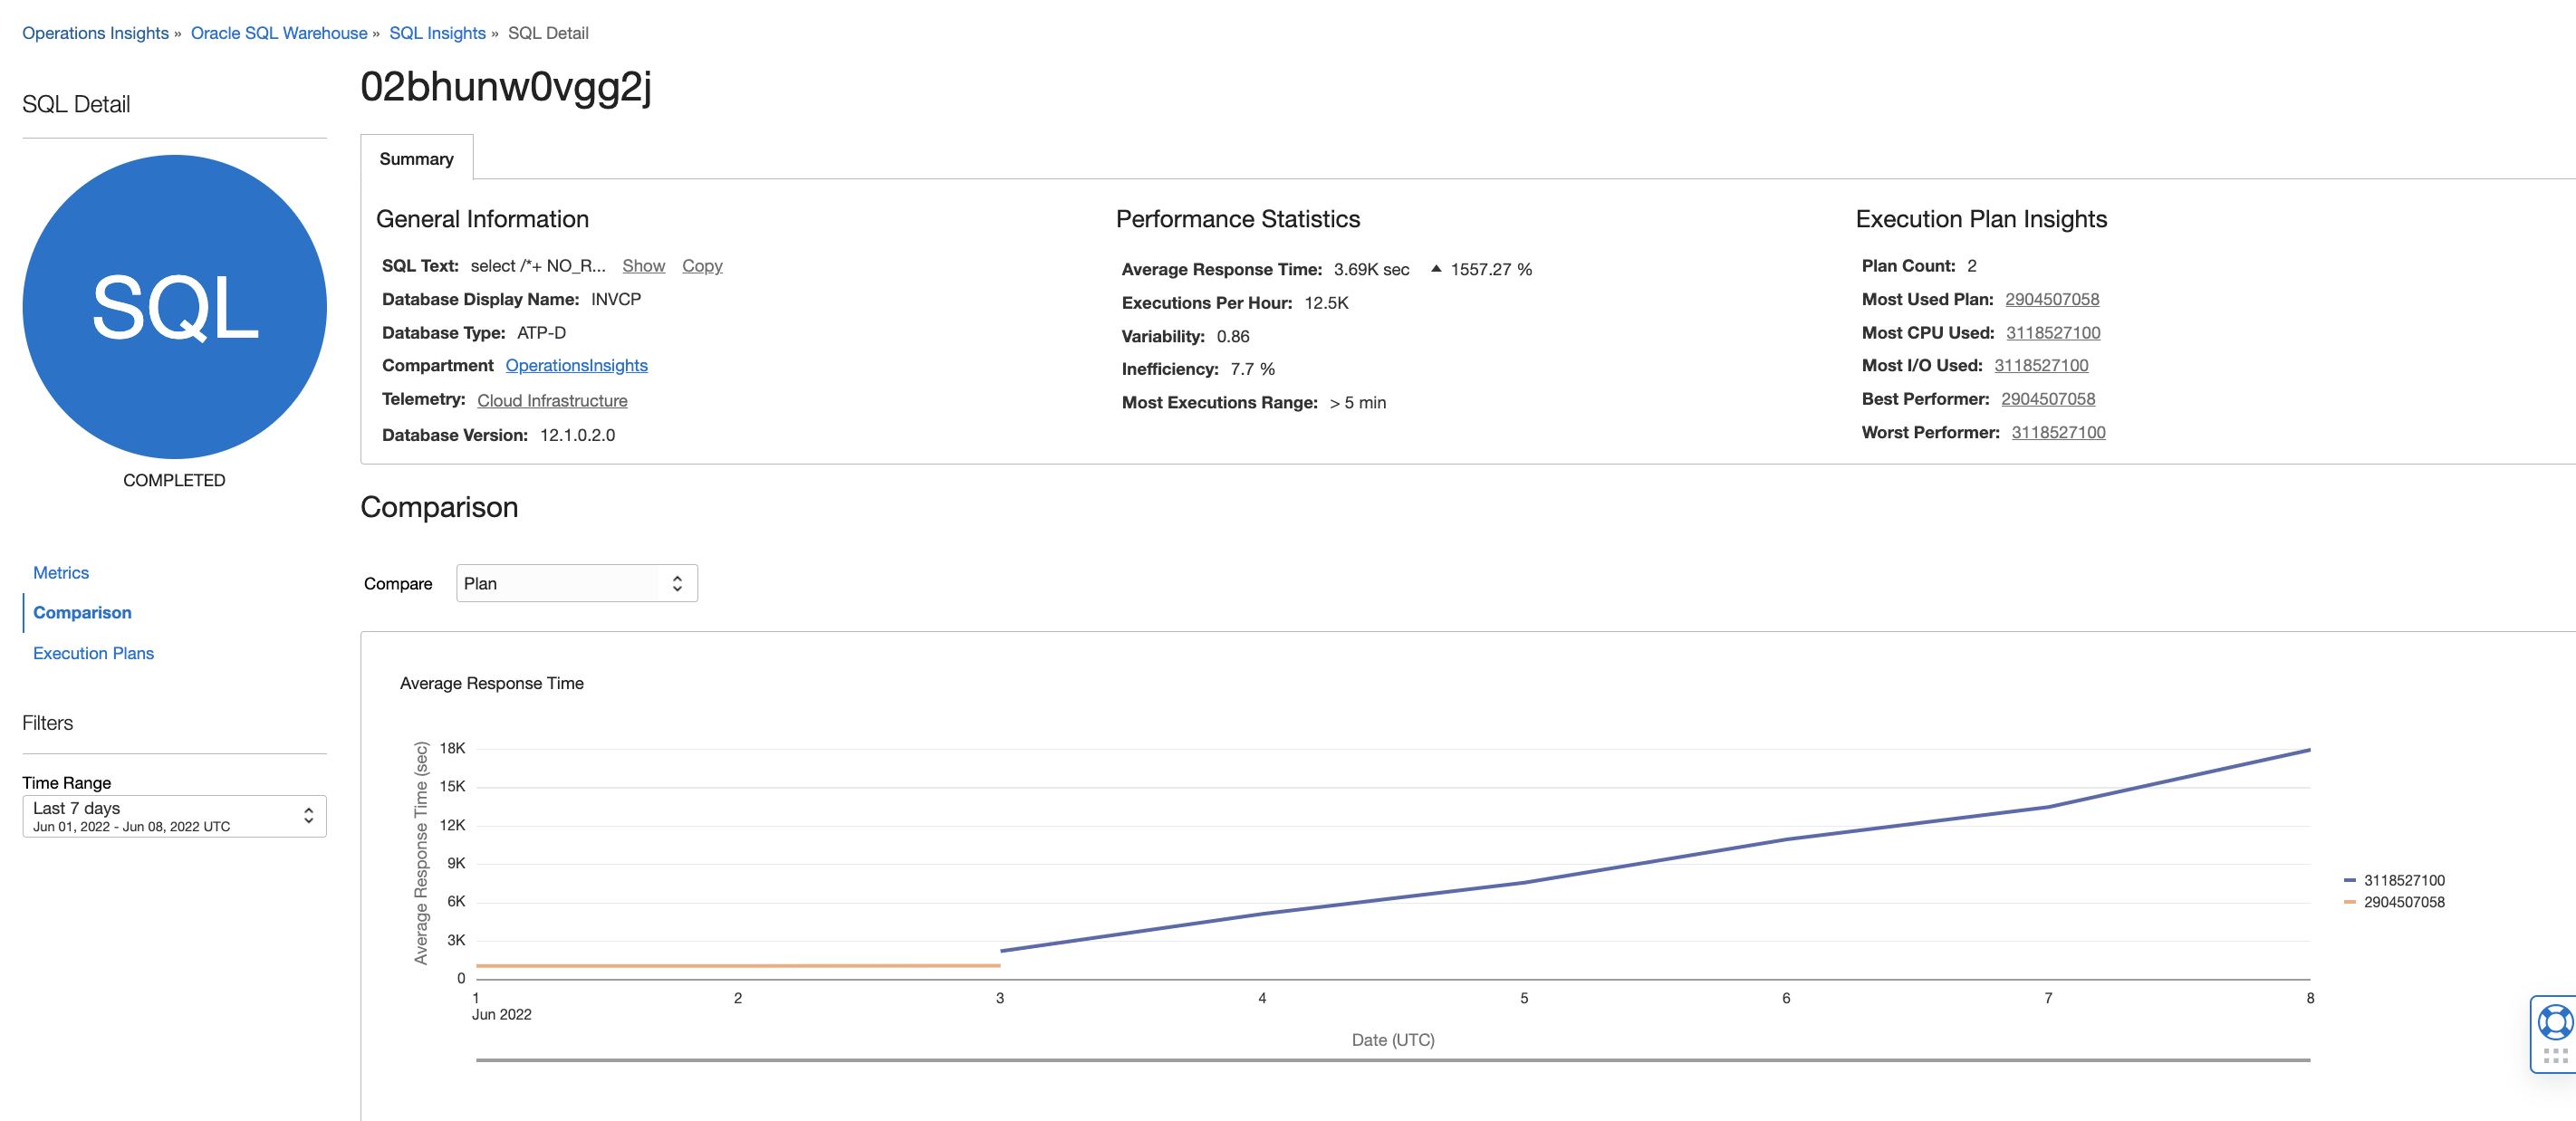 Operations Insights » Oracle SQL Warehouse » SQL Insights » SQL Detail
SQL Detail
SQL
COMPLETED
Metrics
Comparison
Execution Plans
Filters
Time Range
Last 7 days
Jun 01, 2022 - Jun 08, 2022 UTC
02bhunw0vgg2j
Summary
General Information
SQL Text: select /*+ NO_R... Show Copy
Database Display Name: INVCP
Database Type: ATP-D
Compartment OperationsInsights
Telemetry: Cloud Infrastructure
Database Version: 12.1.0.2.0
Performance Statistics
Average Response Time: 3.69K sec ▲ 1557.27 %
Executions Per Hour: 12.5K
Variability: 0.86
Inefficiency: 7.7 %
Most Executions Range: > 5 min
Execution Plan Insights
Plan Count: 2
Most Used Plan: 2904507058
Most CPU Used: 3118527100
Most I/O Used: 3118527100
Best Performer: 2904507058
Worst Performer: 3118527100
Comparison
Compare Plan
Average Response Time
Average Response Time (sec)
18K
15K
12K
9K
6K
3K
0
1 2 3 4 5 6 7 8
Jun 2022
Date (UTC)
3118527100
2904507058